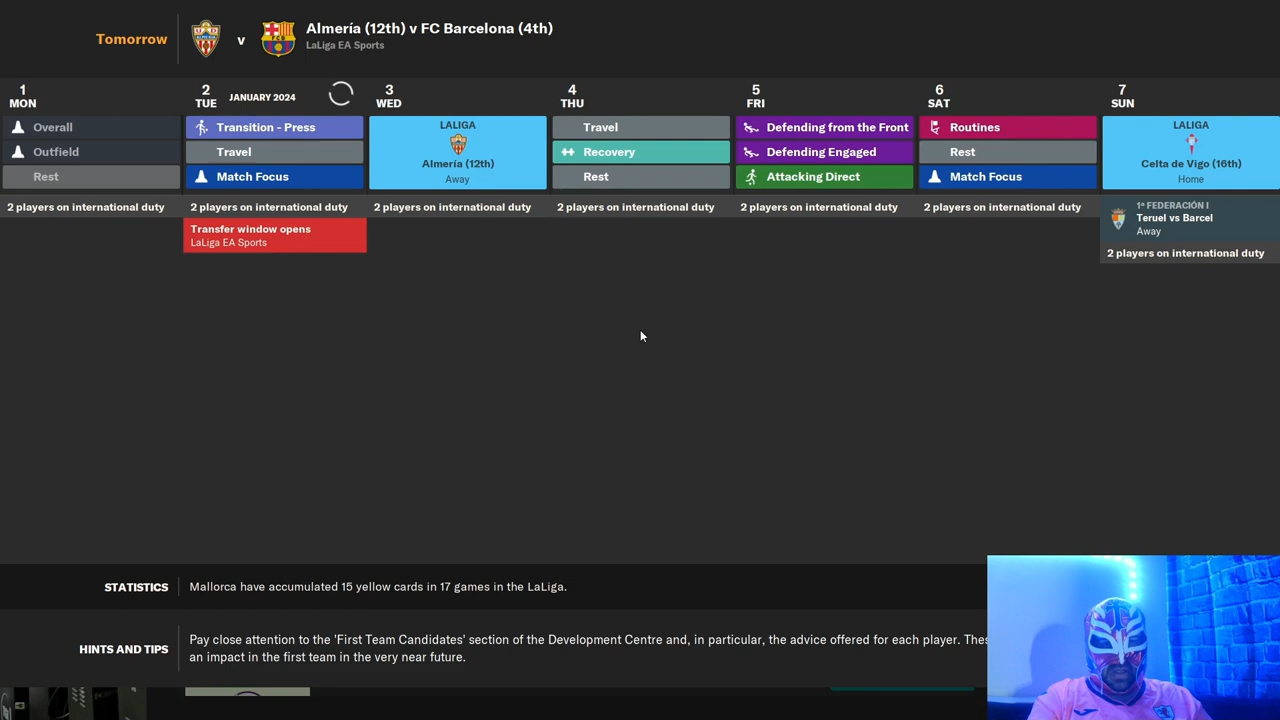 Tomorrow
v
Almería (12th) v FC Barcelona (4th)
LaLiga EA Sports
1
MON
2
TUE
JANUARY 2024
3
WED
4
THU
5
FRI
6
SAT
7
SUN
Overall
Outfield
Rest
2 players on international duty
Transition - Press
Travel
Match Focus
2 players on international duty
Transfer window opens
LaLiga EA Sports
LALIGA
Almería (12th)
Away
2 players on international duty
Travel
Recovery
Rest
2 players on international duty
Defending from the Front
Defending Engaged
Attacking Direct
2 players on international duty
Routines
Rest
Match Focus
2 players on international duty
LALIGA
Celta de Vigo (16th)
Home
1ª FEDERACIÓN I
Teruel vs Barcel
Away
2 players on international duty
STATISTICS
Mallorca have accumulated 15 yellow cards in 17 games in the LaLiga.
HINTS AND TIPS
Pay close attention to the 'First Team Candidates' section of the Development Centre and, in particular, the advice offered for each player. Thes
an impact in the first team in the very near future.